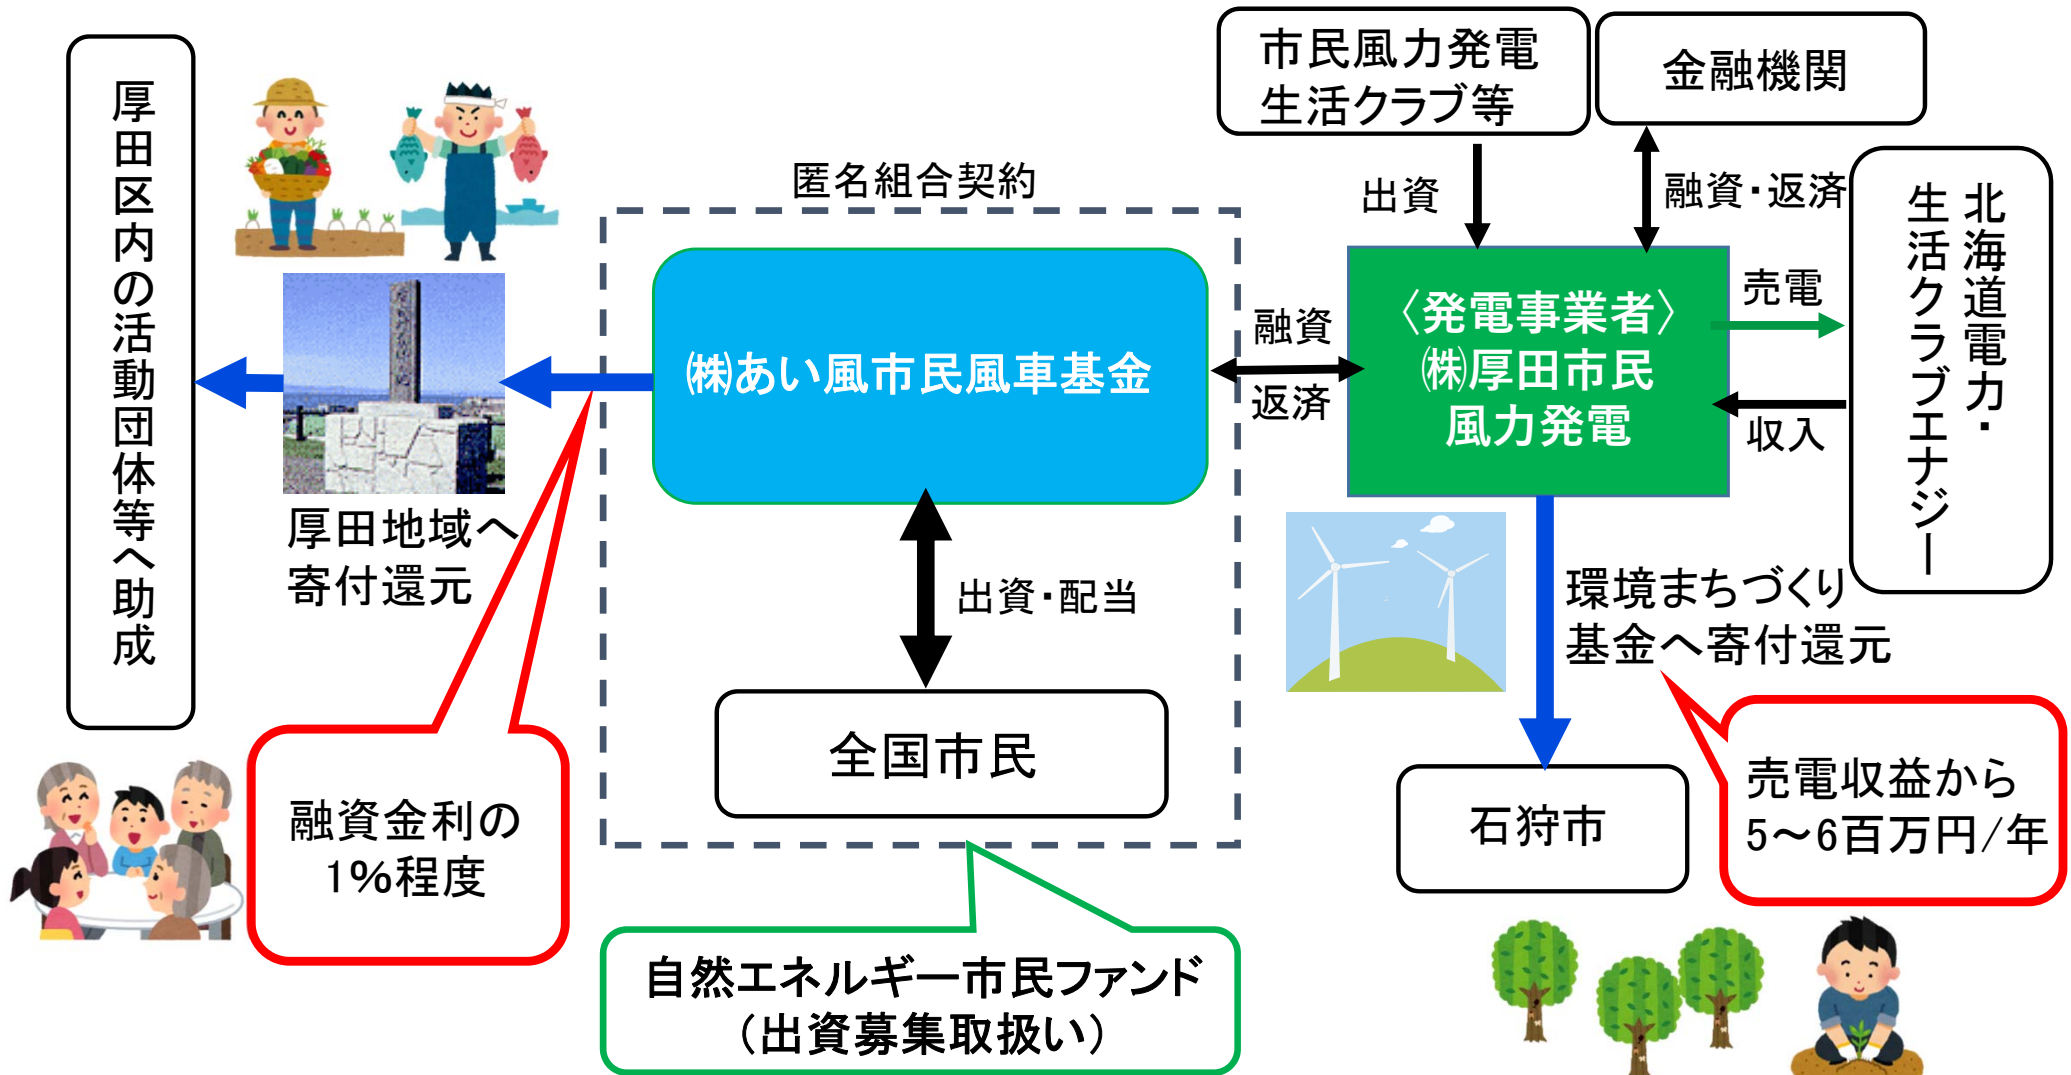 市民風力発電
生活クラブ等
金融機関
厚田区内の活動団体等へ助成
匿名組合契約
出資
融資・返済
北海道電力・
生活クラブエナジー
㈱あい風市民風車基金
融資
返済
〈発電事業者〉
㈱厚田市民
風力発電
売電
収入
厚田地域へ
寄付還元
出資・配当
環境まちづくり
基金へ寄付還元
全国市民
融資金利の
1%程度
石狩市
売電収益から
5～6百万円/年
自然エネルギー市民ファンド
（出資募集取扱い）